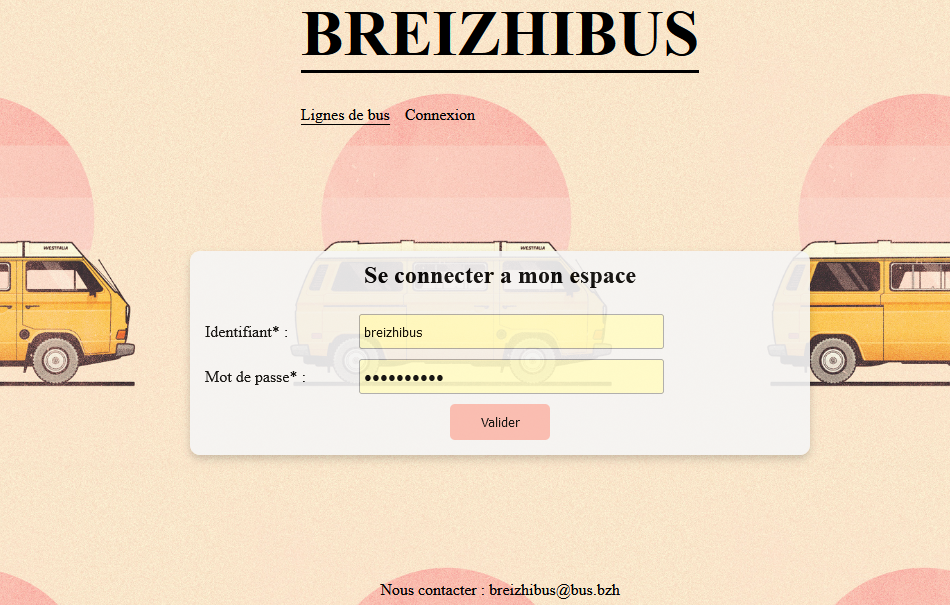 BREIZHIBUS
Lignes de bus Connexion
WESTFALIA WESTFALIA
Se connecter a mon espace
Identifiant* : breizhibus
Mot de passe* : ●●●●●●●●●●
Valider
Nous contacter : breizhibus@bus.bzh